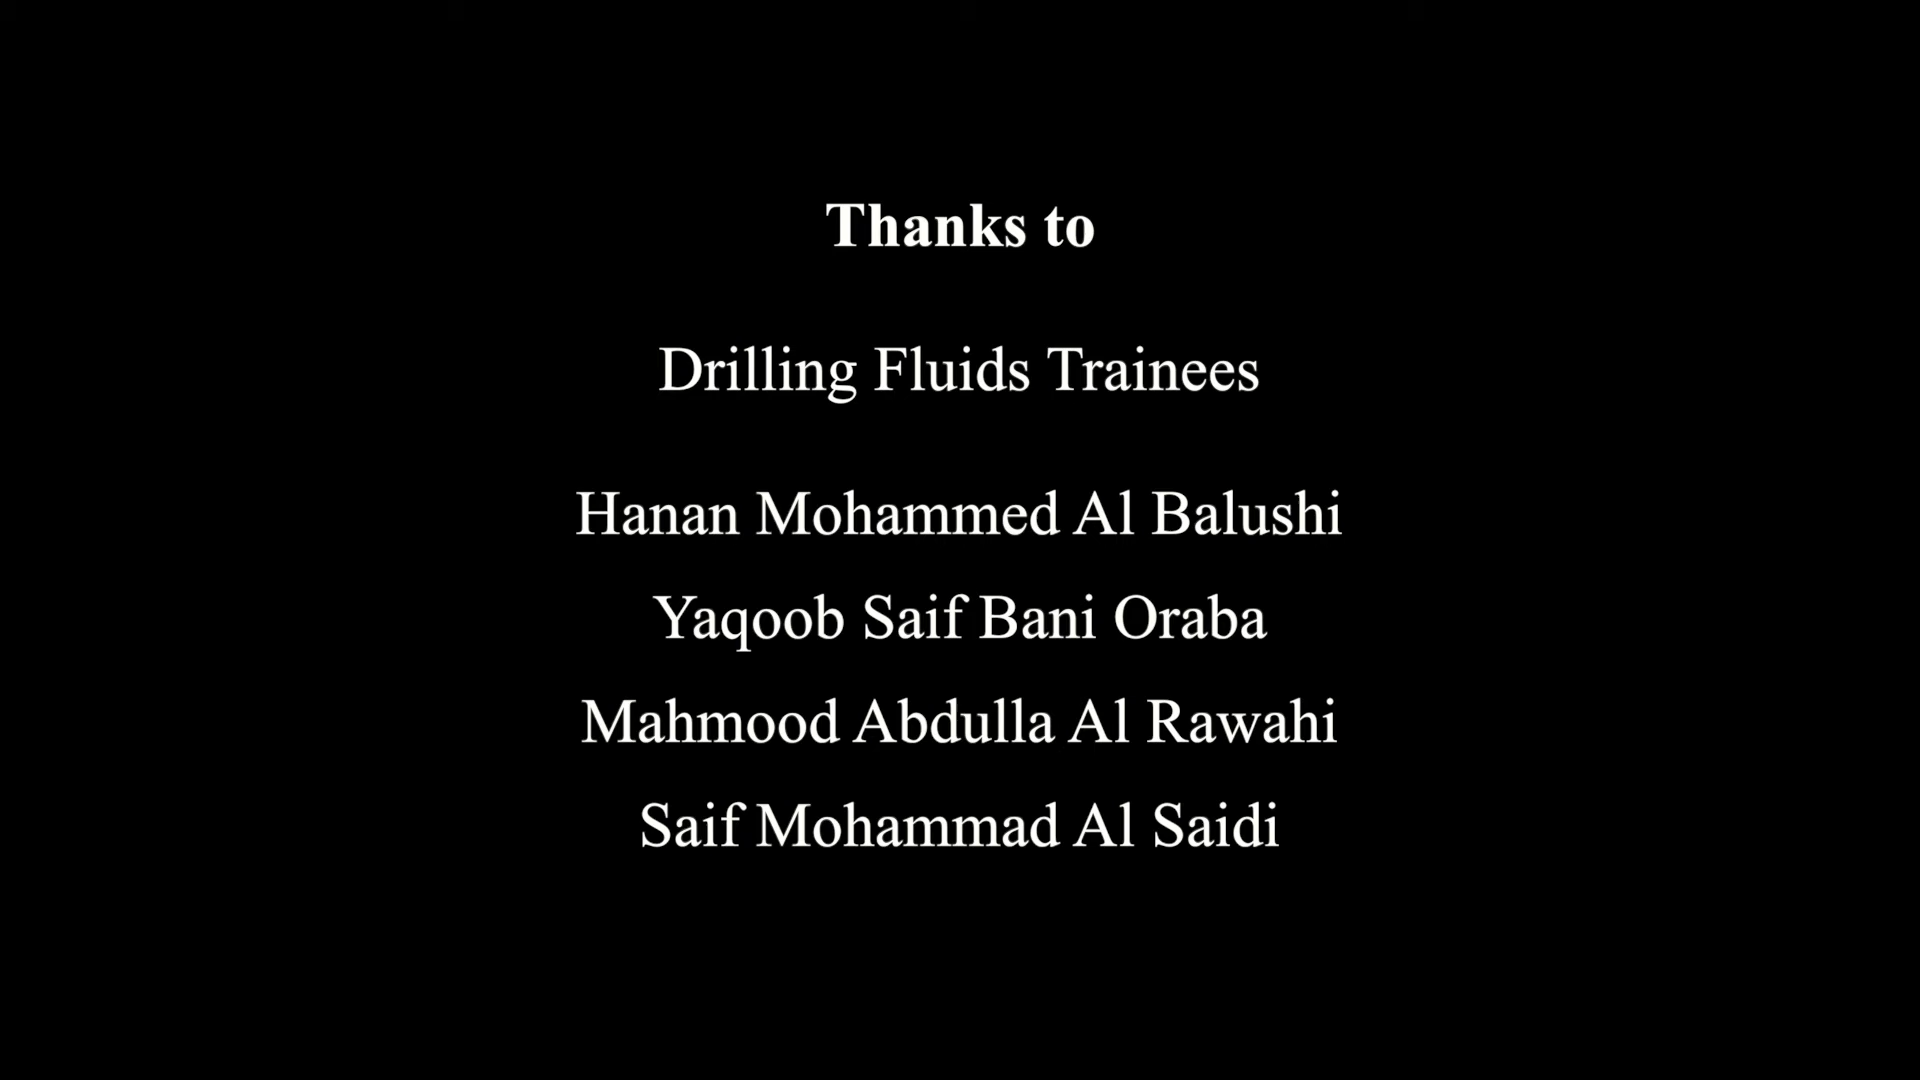 Thanks to
Drilling Fluids Trainees
Hanan Mohammed Al Balushi
Yaqoob Saif Bani Oraba
Mahmood Abdulla Al Rawahi
Saif Mohammad Al Saidi